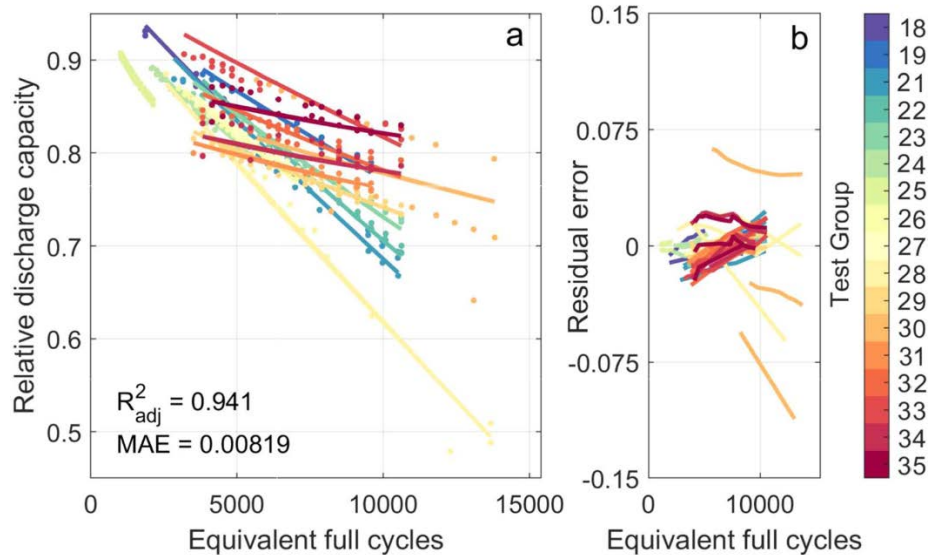 a
0.9
0.8
0.7
0.6
0.5
Relative discharge capacity
R²adj = 0.941
MAE = 0.00819
0 5000 10000 15000
Equivalent full cycles
b
0.15
0.075
0
-0.075
-0.15
Residual error
0 10000
Equivalent full cycles
Test Group
18
19
21
22
23
24
25
26
27
28
29
30
31
32
33
34
35